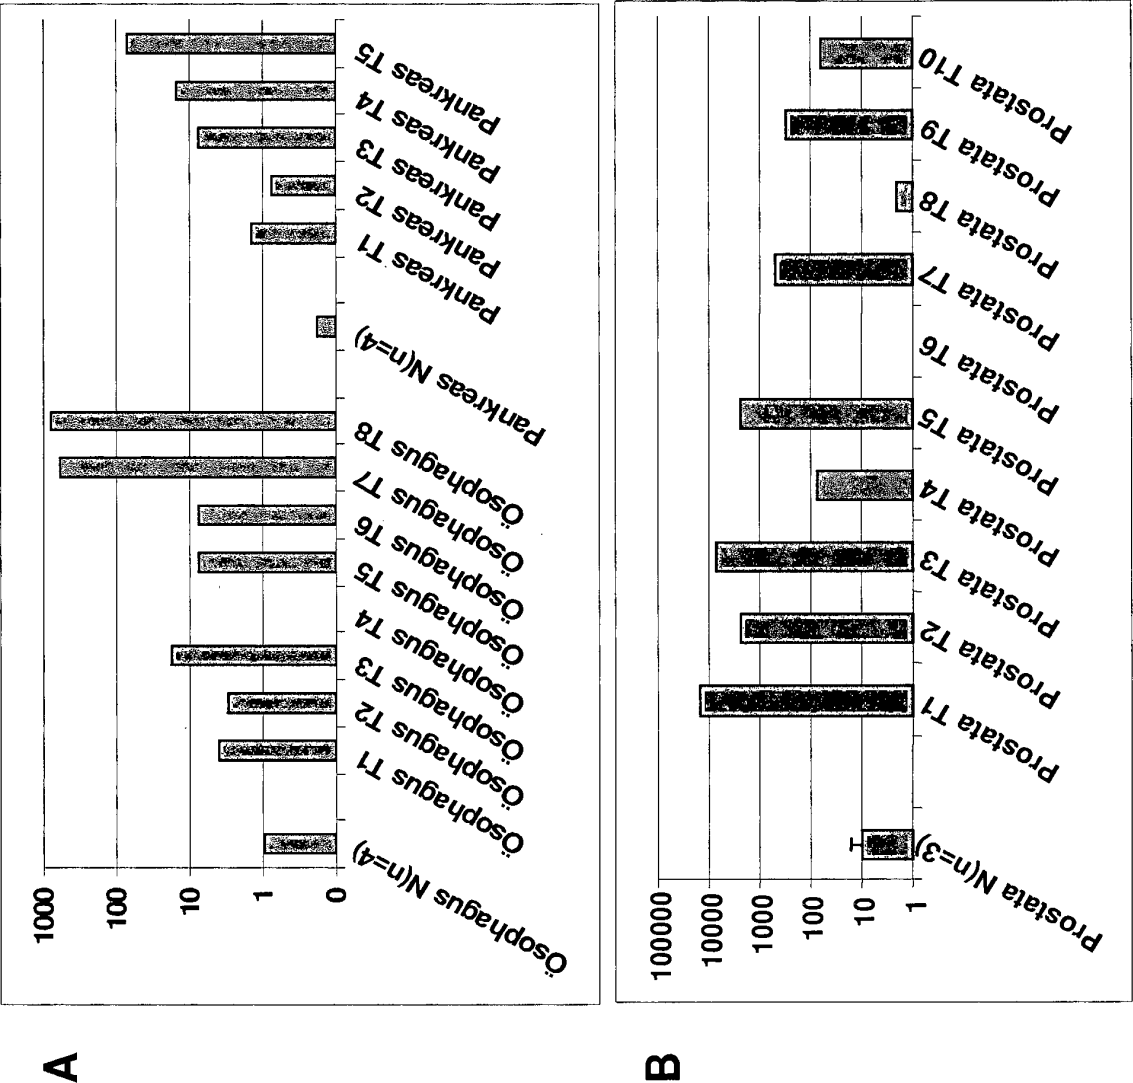 A
1000
100
10
1
0
Ösophagus N(n=4)
Ösophagus T1
Ösophagus T2
Ösophagus T3
Ösophagus T4
Ösophagus T5
Ösophagus T6
Ösophagus T7
Ösophagus T8
Pankreas N(n=4)
Pankreas T1
Pankreas T2
Pankreas T3
Pankreas T4
Pankreas T5
B
100000
10000
1000
100
10
1
Prostata N(n=3)
Prostata T1
Prostata T2
Prostata T3
Prostata T4
Prostata T5
Prostata T6
Prostata T7
Prostata T8
Prostata T9
Prostata T10